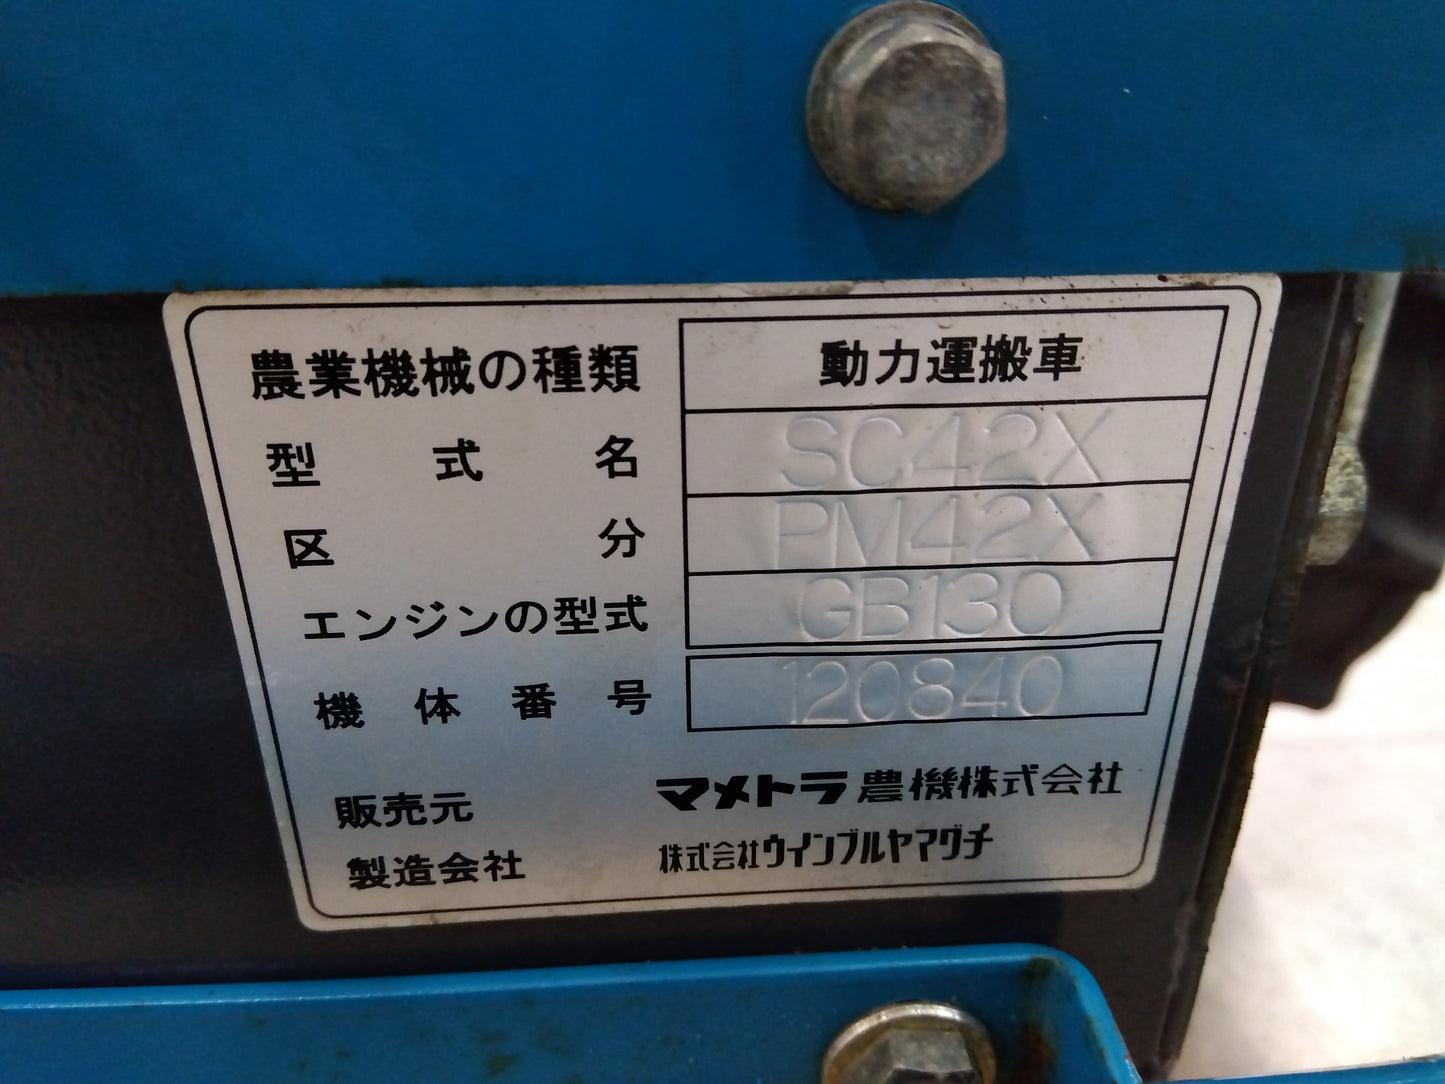 農業機械の種類 動力運搬車
型式名 SC42X
区分 PM42X
エンジンの型式 GB130
機体番号 120840
販売元 マメトラ農機株式会社
製造会社 株式会社ウインブルヤマグチ